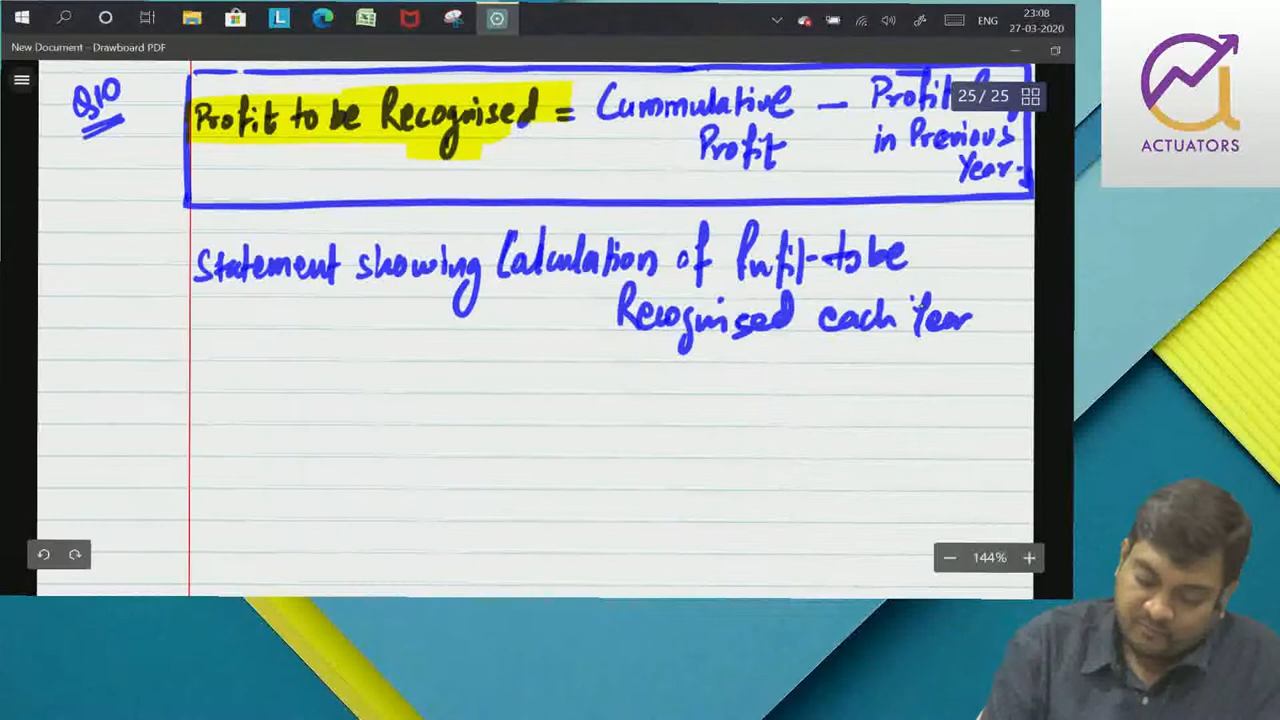 23:08
ENG
27-03-2020
New Document - Drawboard PDF
Q10
Profit to be Recognised = Cummulative Profit - Profit
in Previous
Year
25 / 25
ACTUATORS
Statement showing Calculation of Profit to be
Recognised each Year
144%